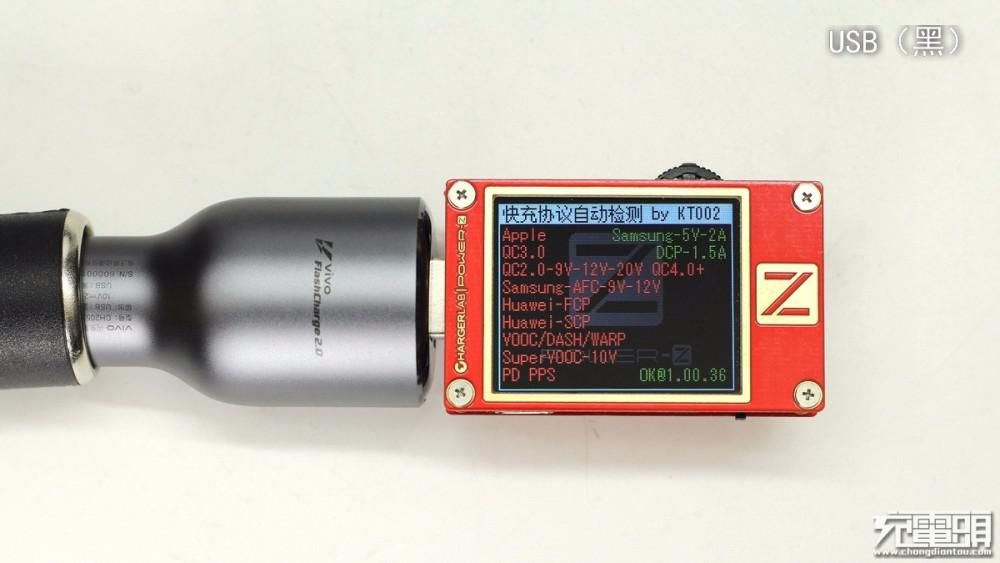 USB（黑）
vivo
FlashCharge 2.0
CHARGERLAB | POWER-Z
快充协议自动检测 by KT002
Apple Samsung-5V-2A
QC3.0 DCP-1.5A
QC2.0-9V-12V-20V QC4.0+
Samsung-AFC-9V-12V
Huawei-FCP
Huawei-SCP
VOOC/DASH/WARP
SuperVOOC-10V
PD PPS OK@1.00.36
Z
充電頭
www.chongdiantou.com